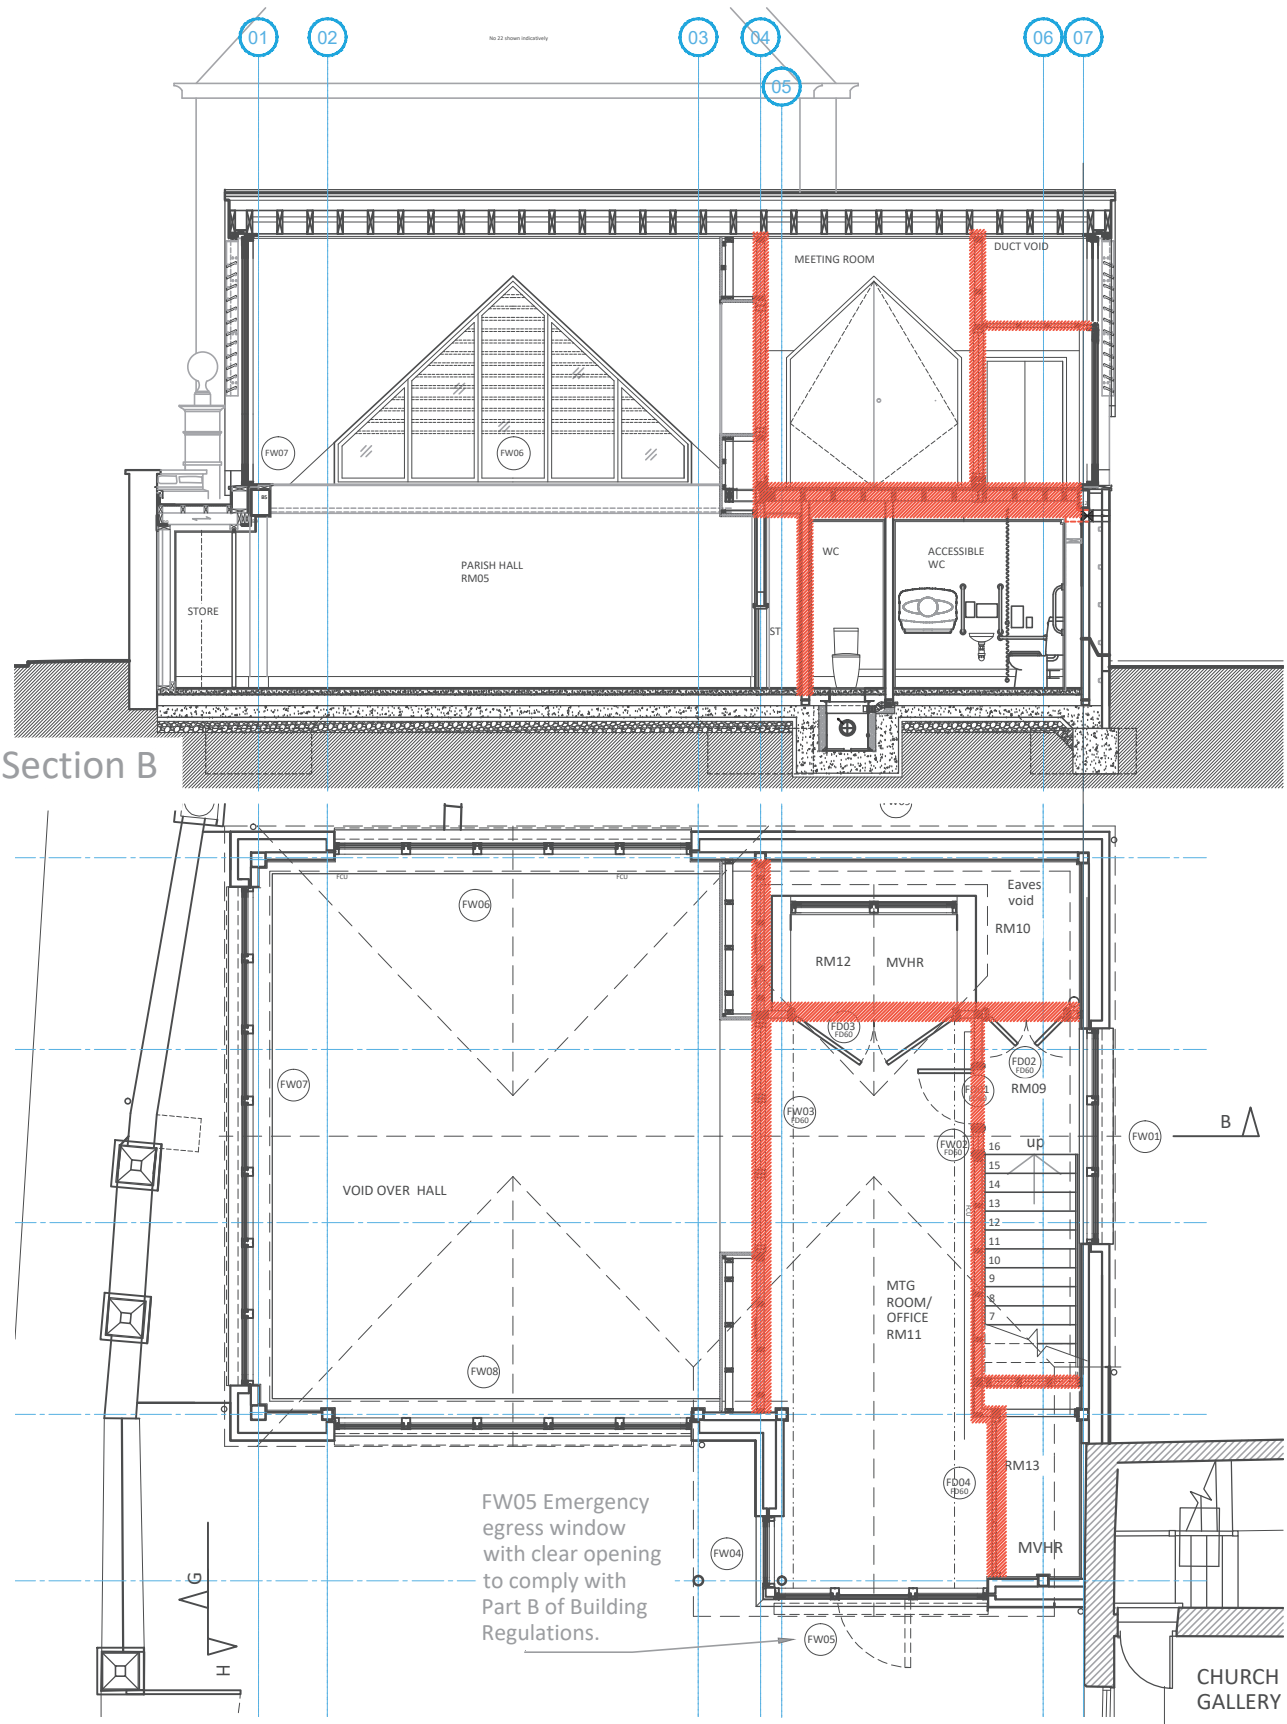 01
02
No 22 shown indicatively
03
04
05
06
07
MEETING ROOM
DUCT VOID
FW07
FW06
BS
PARISH HALL
RM05
STORE
WC
ACCESSIBLE
WC
ST
Section B
FCU
FCU
FW06
Eaves
void
RM10
RM12
MVHR
FD03
FD60
FD02
FD60
RM09
FW07
FW03
FD60
FW02
FD60
FW01
B
up
16
15
14
13
12
11
10
9
8
7
FCU
VOID OVER HALL
MTG
ROOM/
OFFICE
RM11
FW08
RM13
FD04
FD60
MVHR
FW05 Emergency
egress window
with clear opening
to comply with
Part B of Building
Regulations.
FW04
FW05
G
H
CHURCH
GALLERY